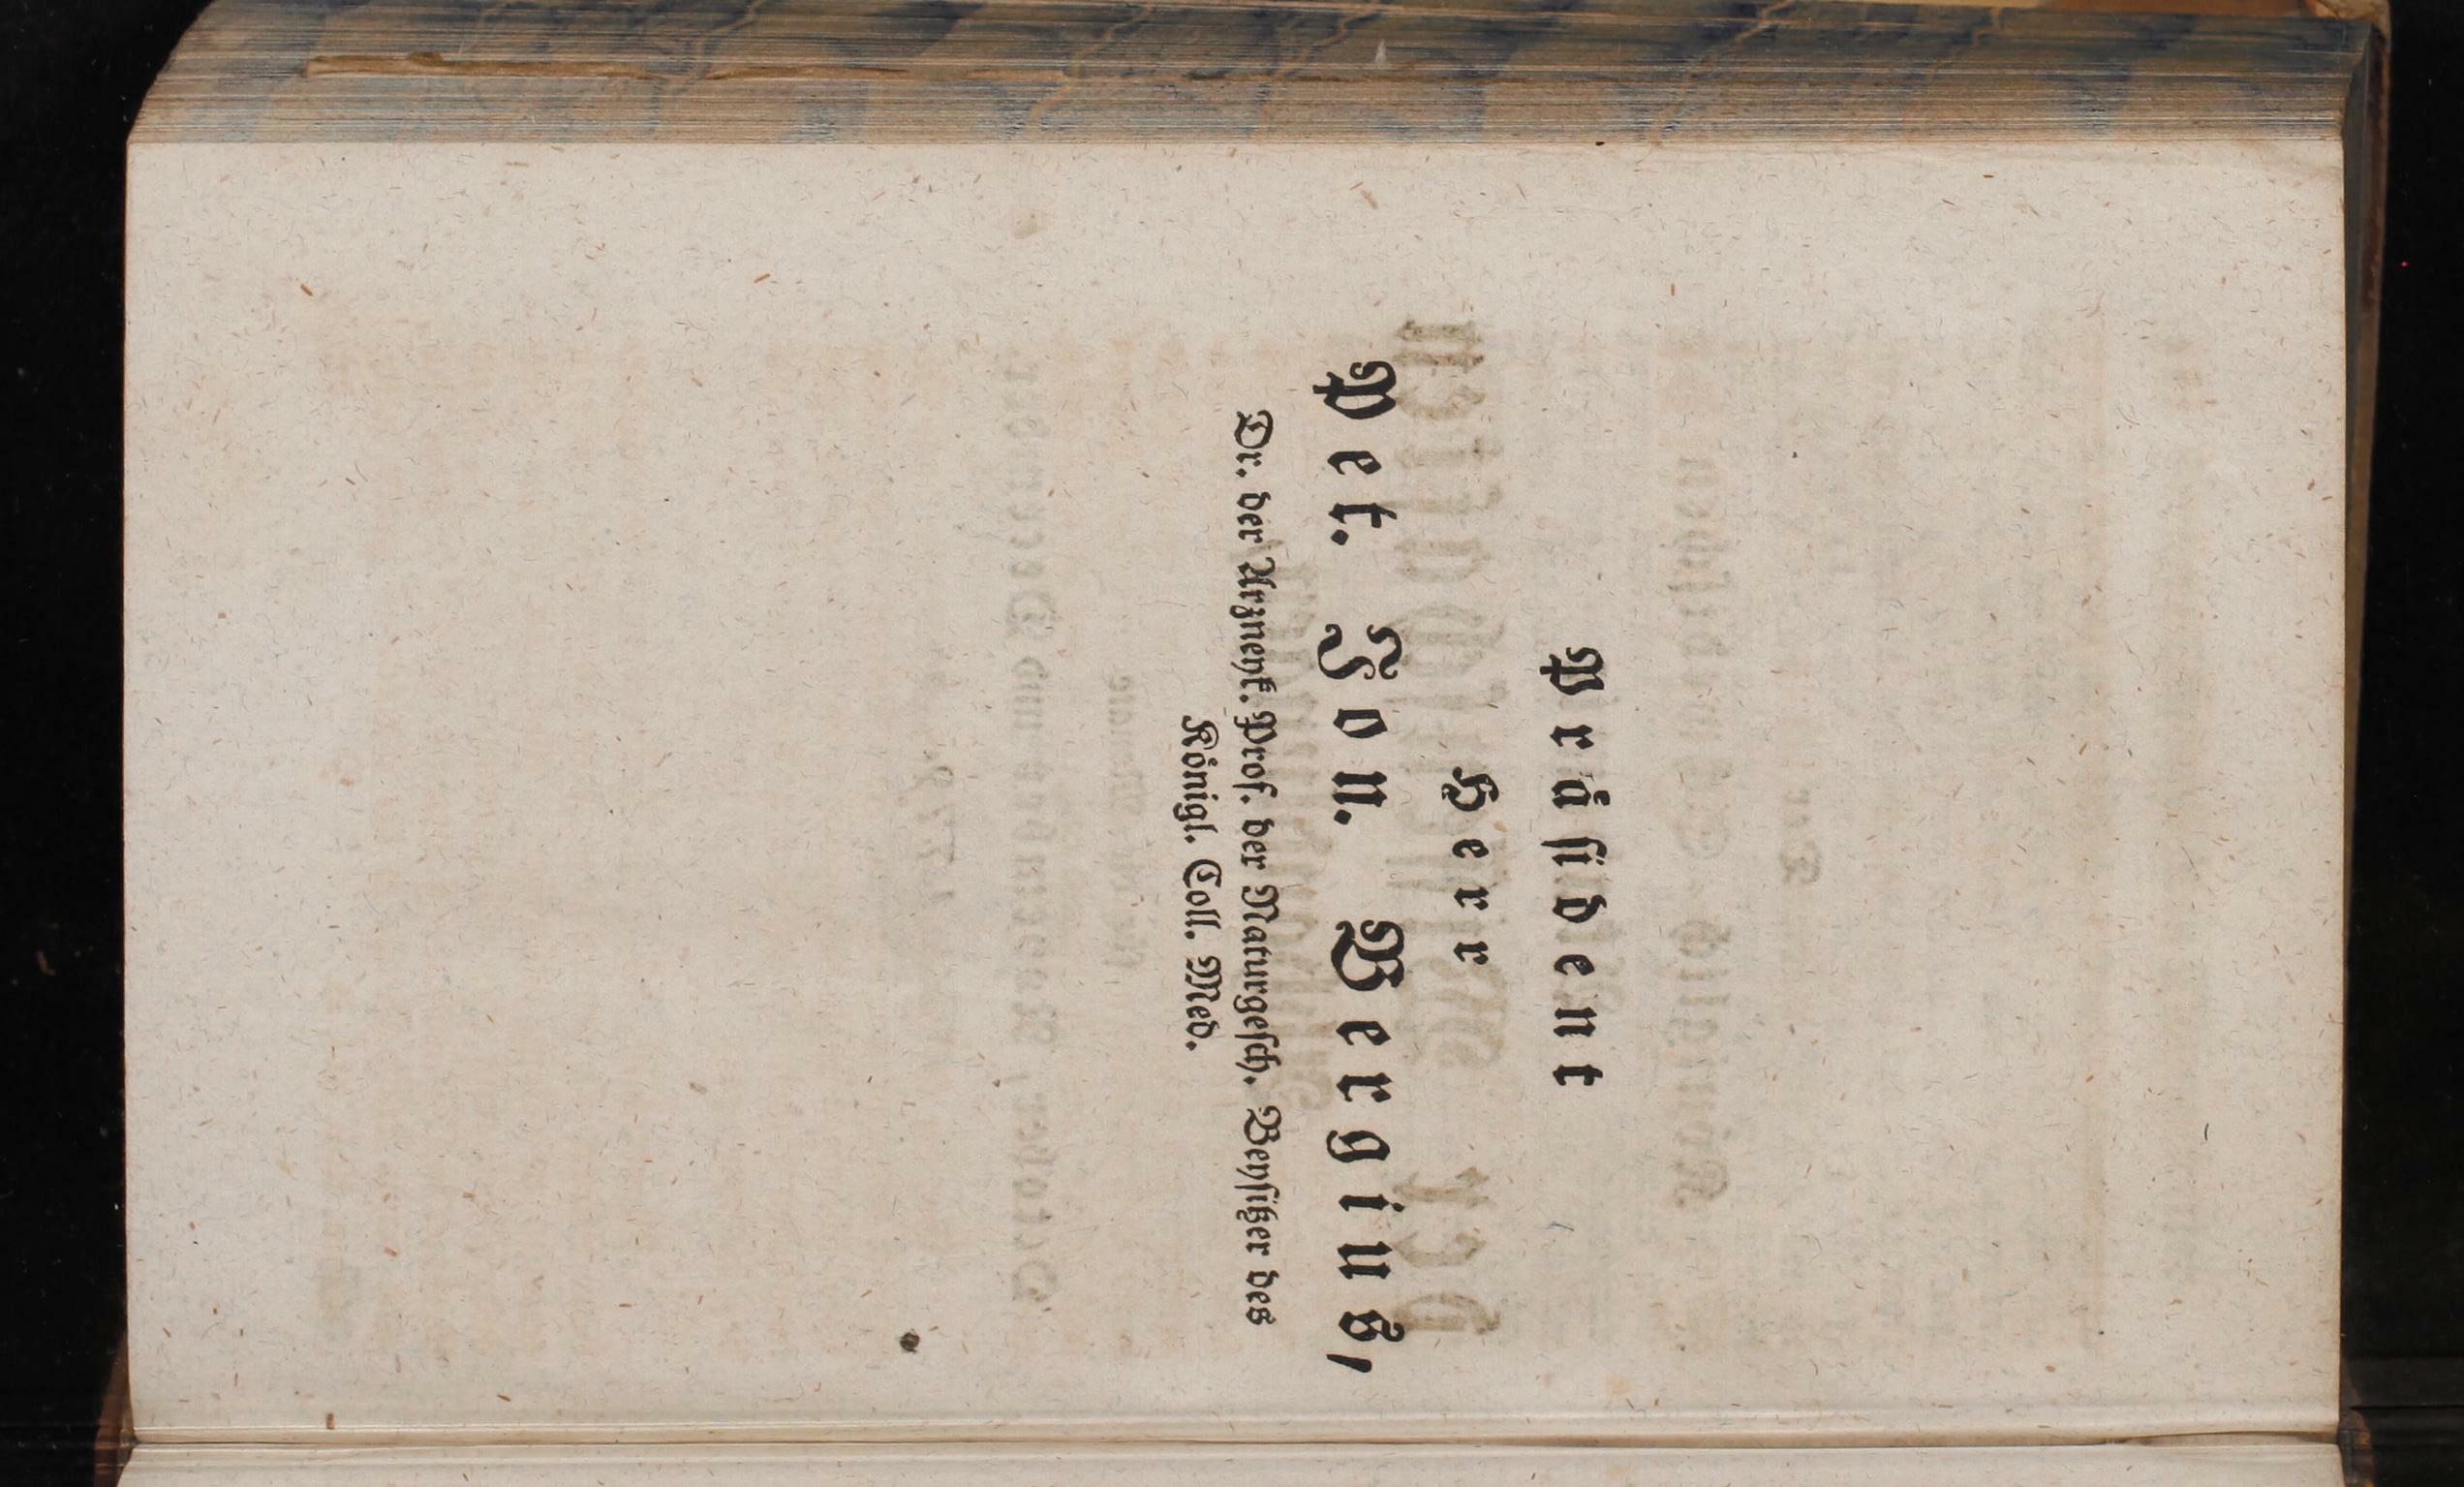 Präſident
Herr
Pet. Jon. Bergius,
Dr. der Arzneyk. Prof. der Naturgeſch. Beyſitzer des
Königl. Coll. Med.